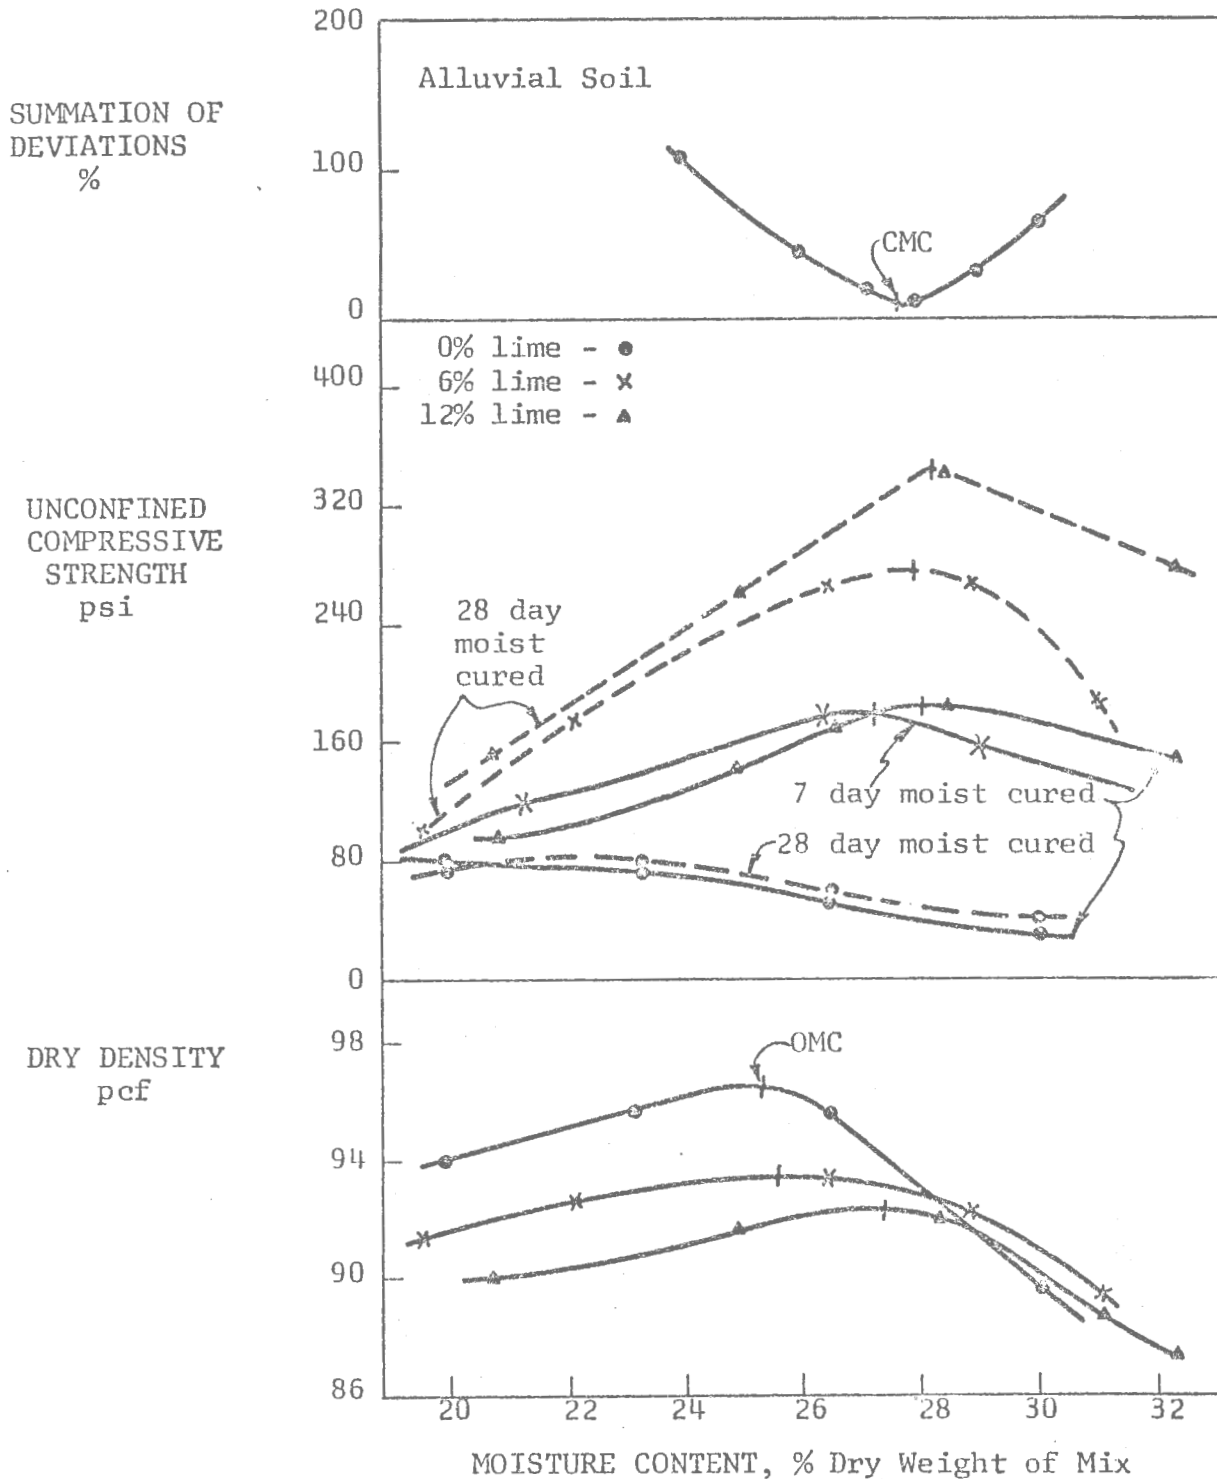 200
Alluvial Soil
SUMMATION OF
DEVIATIONS
%
100
CMC
0
0% lime -
6% lime -
12% lime -
400
320
UNCONFINED
COMPRESSIVE
STRENGTH
psi
240
28 day
moist
cured
160
7 day moist cured
28 day moist cured
80
0
98
OMC
DRY DENSITY
pcf
94
90
86
20 22 24 26 28 30 32
MOISTURE CONTENT, % Dry Weight of Mix